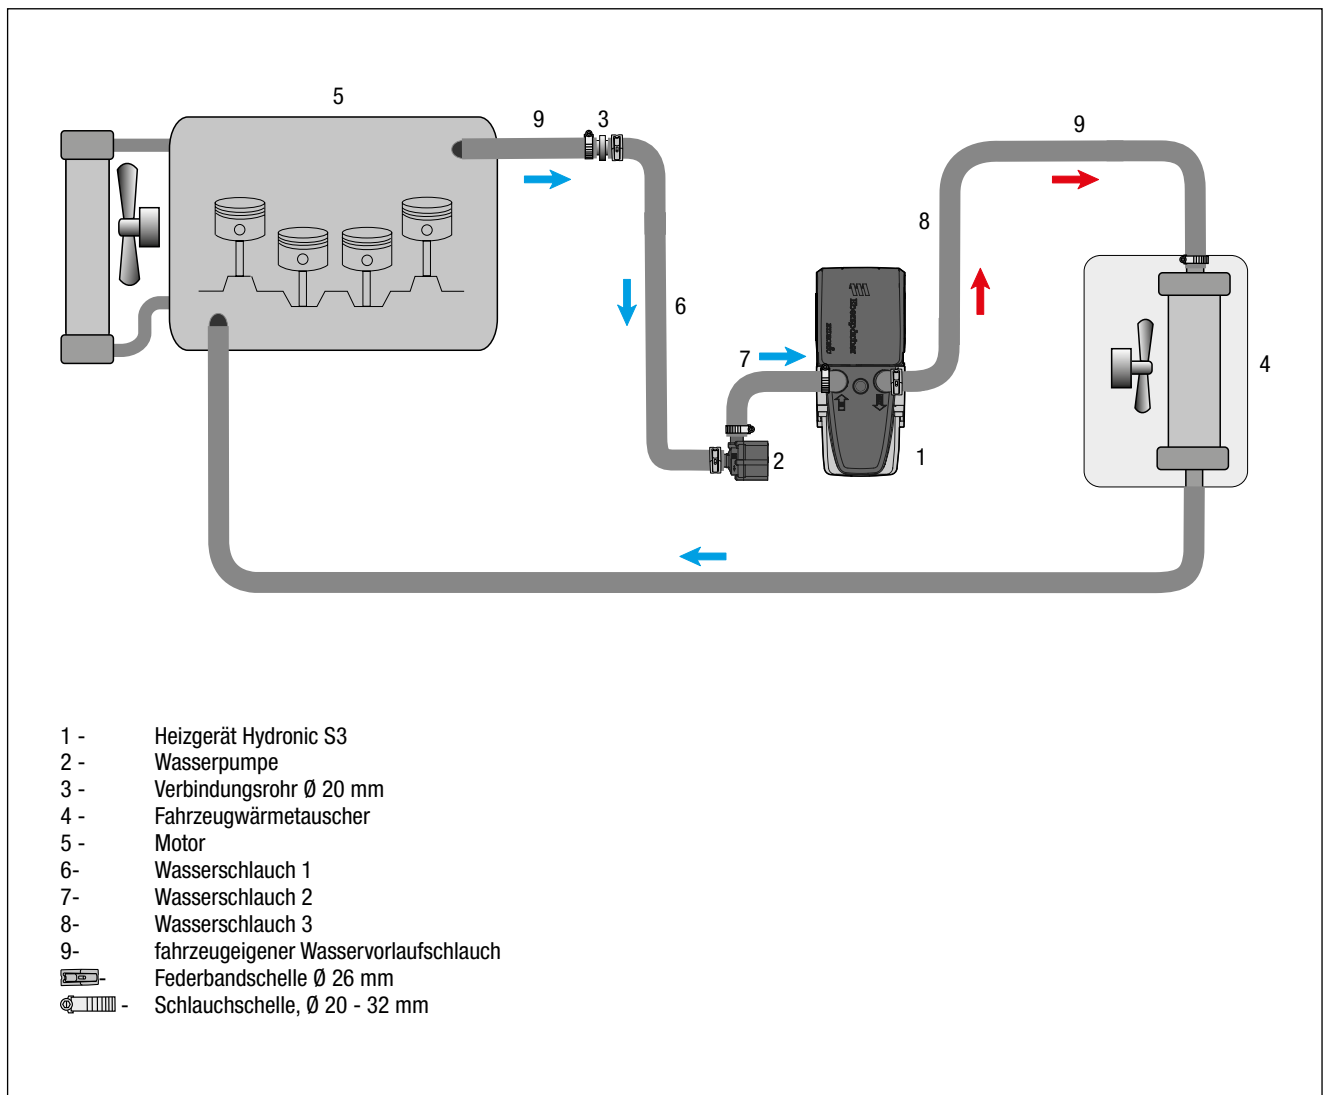 5
9
3
9
8
6
7
4
2
1
Eberspächer
1 - Heizgerät Hydronic S3
2 - Wasserpumpe
3 - Verbindungsrohr Ø 20 mm
4 - Fahrzeugwärmetauscher
5 - Motor
6- Wasserschlauch 1
7- Wasserschlauch 2
8- Wasserschlauch 3
9- fahrzeugeigener Wasservorlaufschlauch
- Federbandschelle Ø 26 mm
- Schlauchschelle, Ø 20 - 32 mm